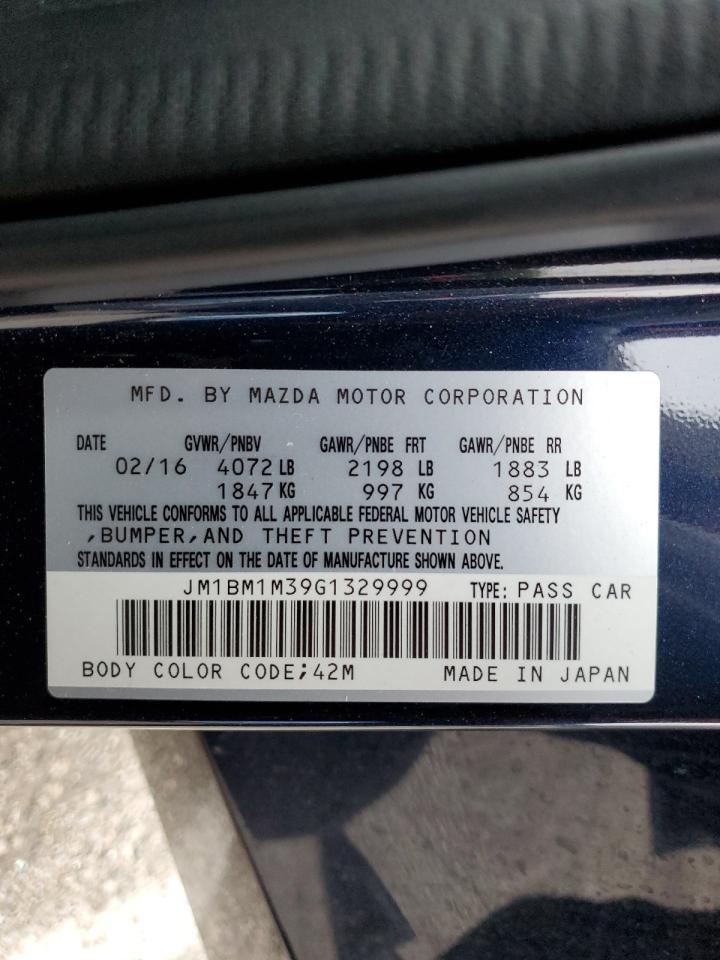 MFD. BY MAZDA MOTOR CORPORATION
DATE GVWR/PNBV GAWR/PNBE FRT GAWR/PNBE RR
02/16 4072 LB 2198 LB 1883 LB
1847 KG 997 KG 854 KG
THIS VEHICLE CONFORMS TO ALL APPLICABLE FEDERAL MOTOR VEHICLE SAFETY
,BUMPER,AND THEFT PREVENTION
STANDARDS IN EFFECT ON THE DATE OF MANUFACTURE SHOWN ABOVE.
JM1BM1M39G1329999 TYPE: PASS CAR
BODY COLOR CODE;42M MADE IN JAPAN